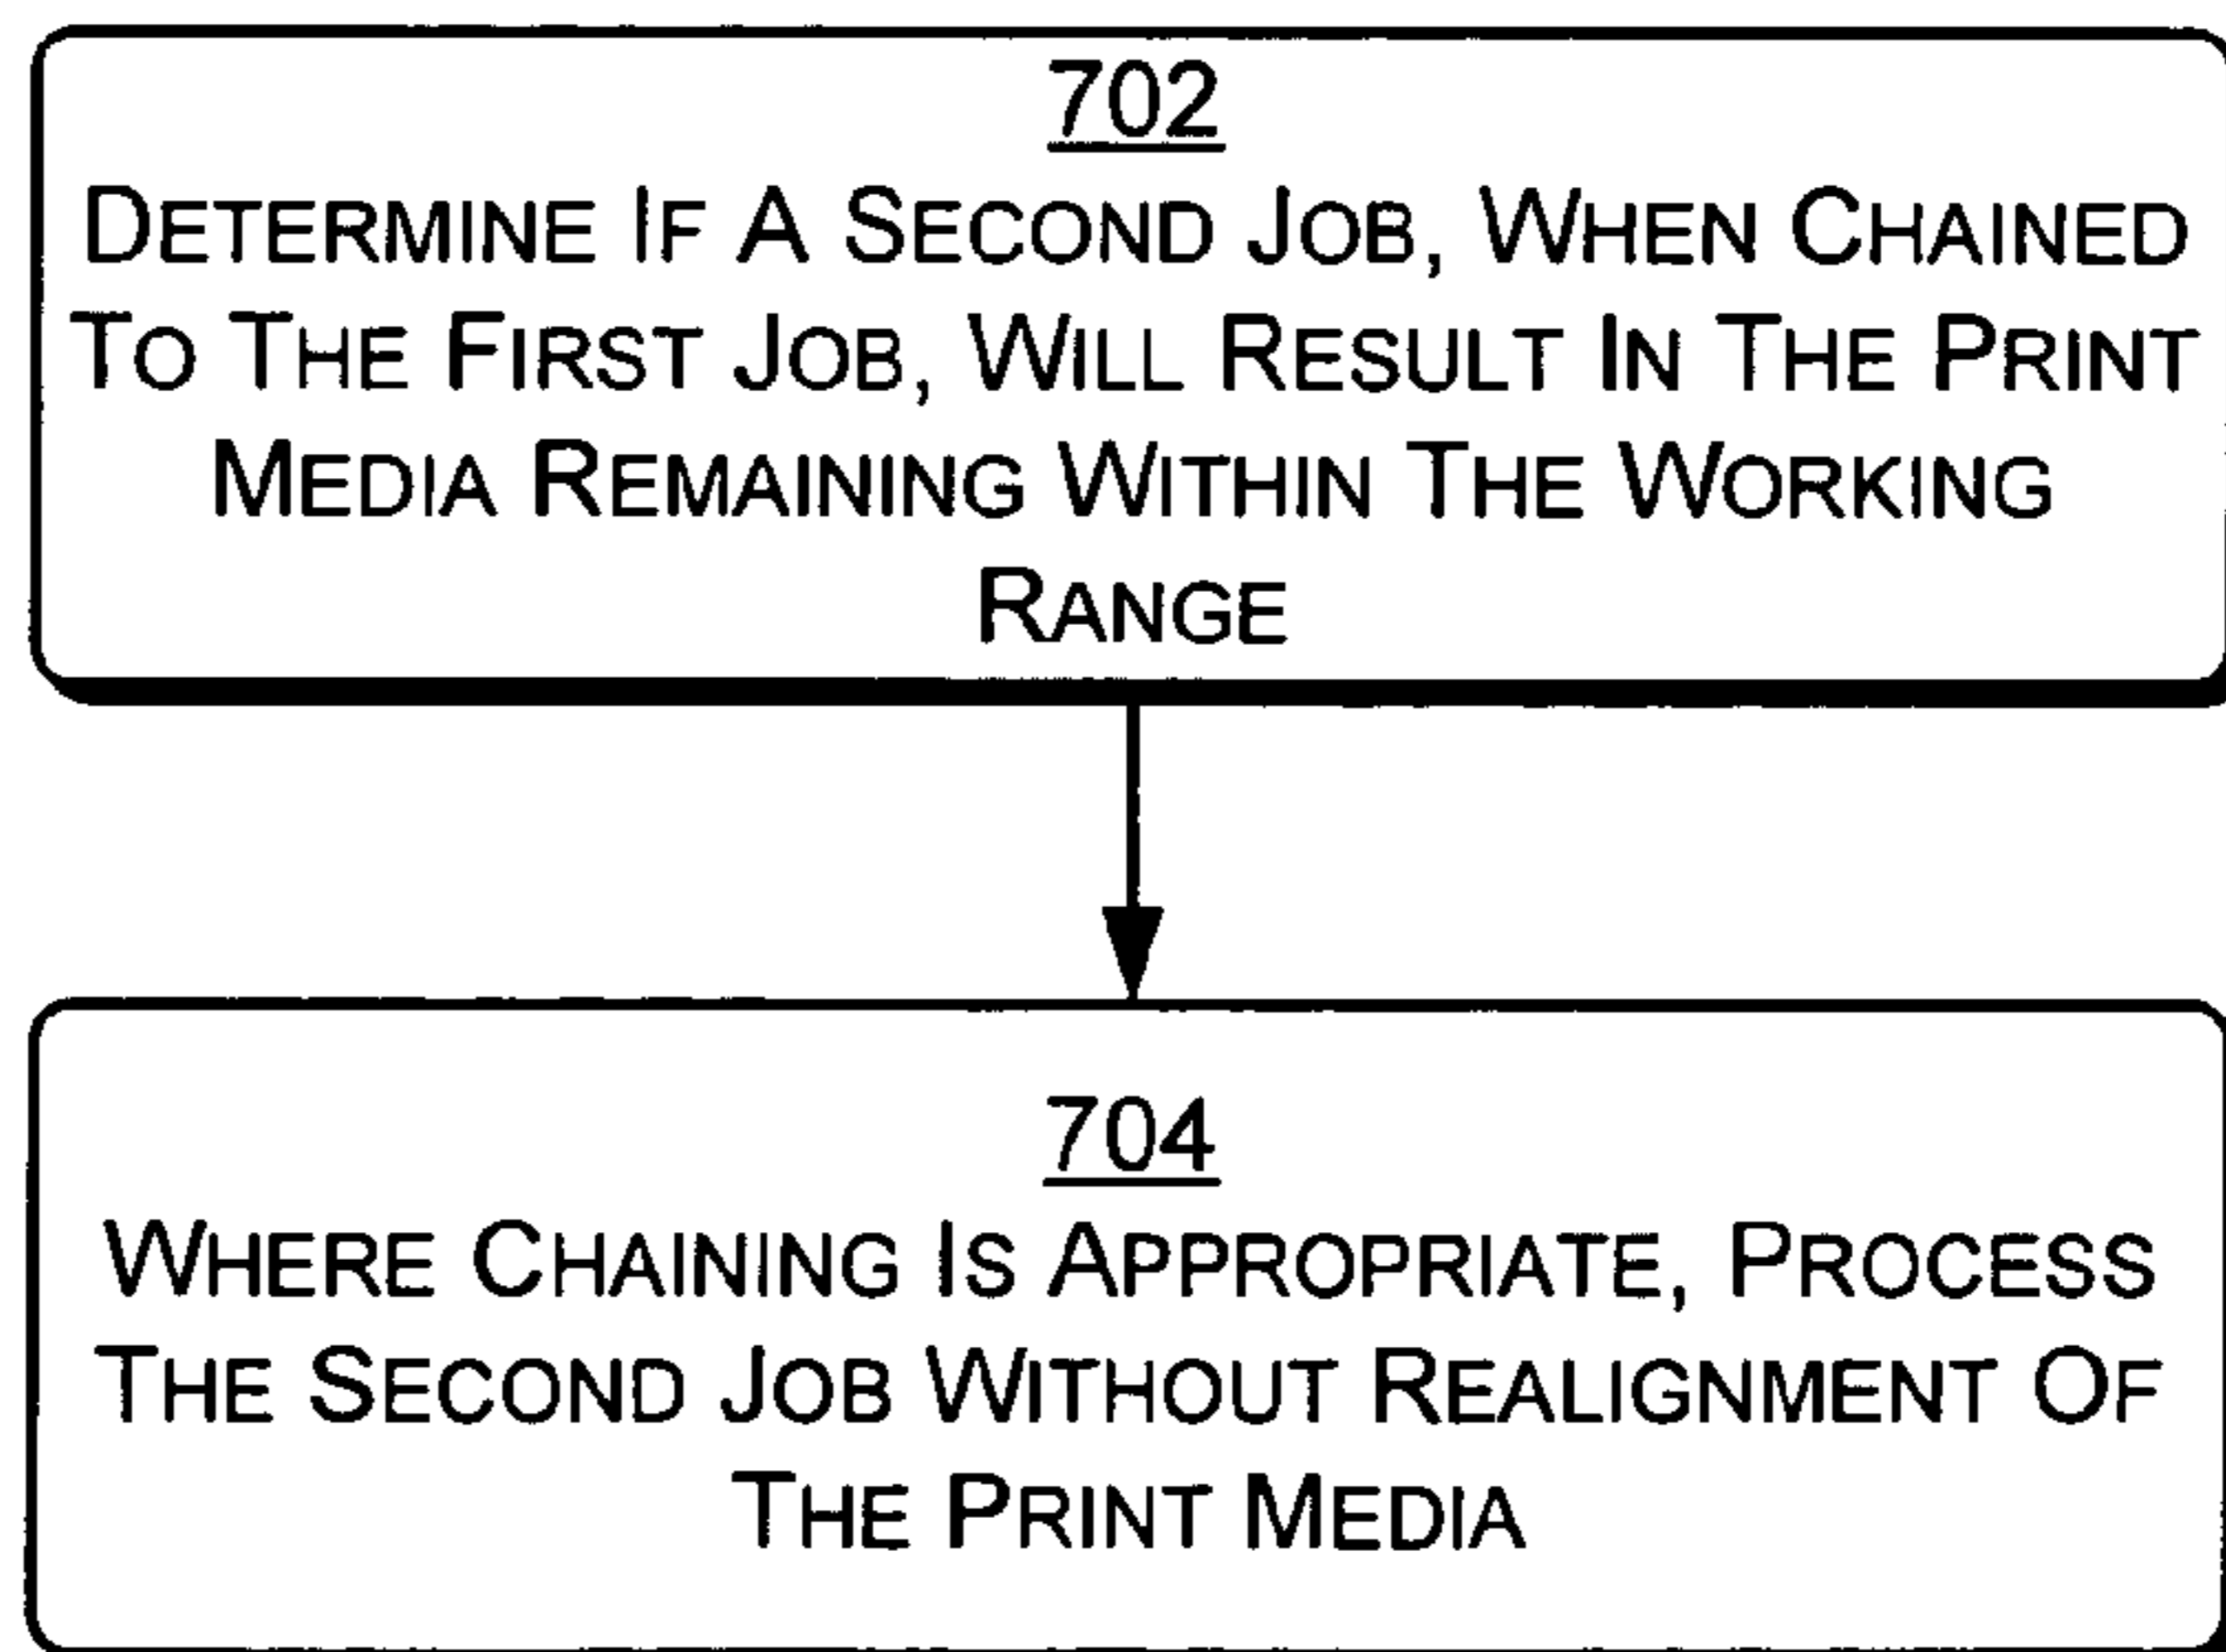 702
DETERMINE IF A SECOND JOB, WHEN CHAINED
TO THE FIRST JOB, WILL RESULT IN THE PRINT
MEDIA REMAINING WITHIN THE WORKING
RANGE
704
WHERE CHAINING IS APPROPRIATE, PROCESS
THE SECOND JOB WITHOUT REALIGNMENT OF
THE PRINT MEDIA